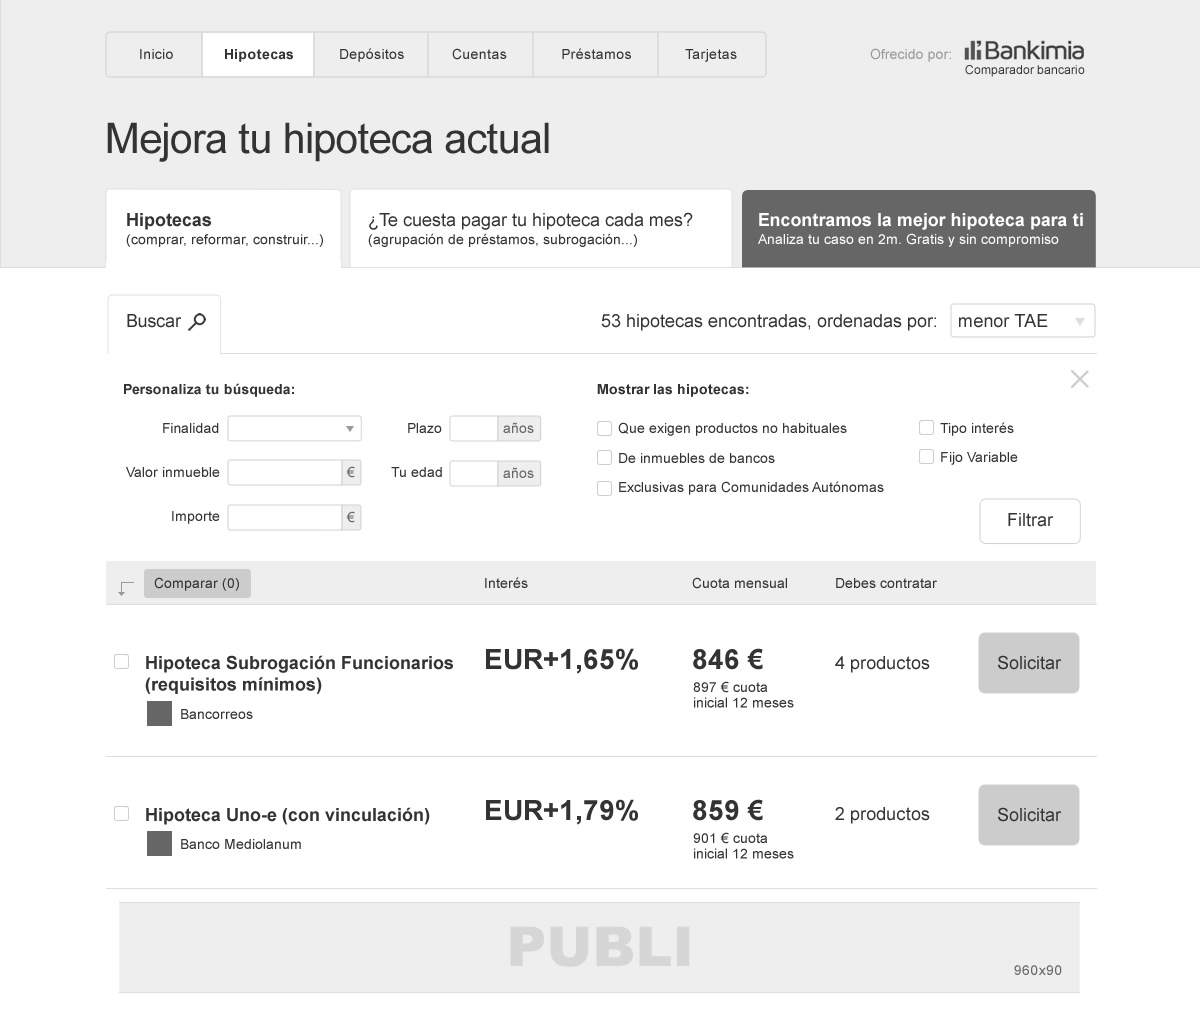 Inicio
Hipotecas
Depósitos
Cuentas
Préstamos
Tarjetas
Ofrecido por:
Bankimia
Comparador bancario
Mejora tu hipoteca actual
Hipotecas
(comprar, reformar, construir...)
¿Te cuesta pagar tu hipoteca cada mes?
(agrupación de préstamos, subrogación...)
Encontramos la mejor hipoteca para ti
Analiza tu caso en 2m. Gratis y sin compromiso
Buscar
53 hipotecas encontradas, ordenadas por:
menor TAE
Personaliza tu búsqueda:
Finalidad
Plazo
años
Valor inmueble
€
Tu edad
años
Importe
€
Mostrar las hipotecas:
Que exigen productos no habituales
De inmuebles de bancos
Exclusivas para Comunidades Autónomas
Tipo interés
Fijo Variable
Filtrar
Comparar (0)
Interés
Cuota mensual
Debes contratar
Hipoteca Subrogación Funcionarios
(requisitos mínimos)
Bancorreos
EUR+1,65%
846 €
897 € cuota
inicial 12 meses
4 productos
Solicitar
Hipoteca Uno-e (con vinculación)
Banco Mediolanum
EUR+1,79%
859 €
901 € cuota
inicial 12 meses
2 productos
Solicitar
PUBLI
960x90